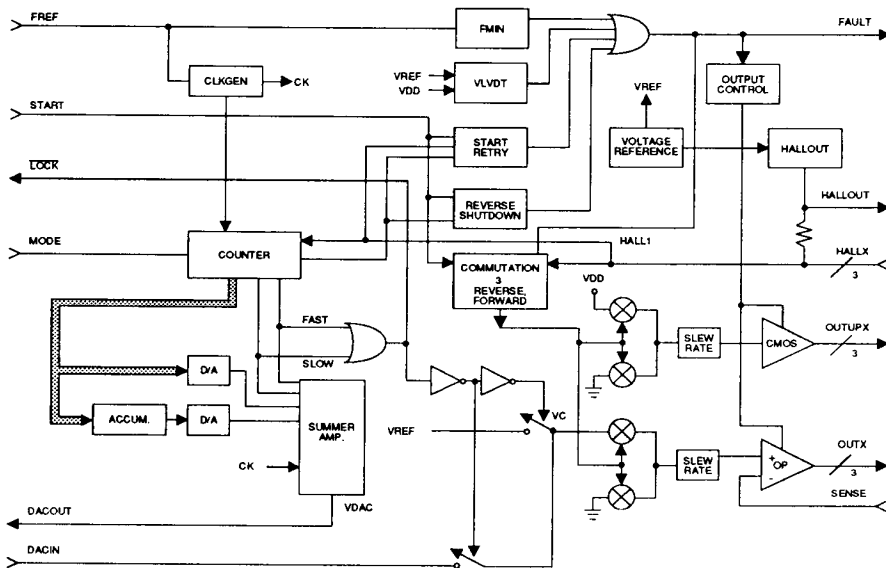 FREF
FMIN
FAULT
CLKGEN
CK
VREF
VDD
VLVDT
OUTPUT
CONTROL
START
VREF
START
RETRY
VOLTAGE
REFERENCE
HALLOUT
LOCK
REVERSE
SHUTDOWN
HALLOUT
MODE
COUNTER
HALL1
HALLX
3
COMMUTATION
3
REVERSE,
FORWARD
VDD
FAST
SLOW
SLEW
RATE
CMOS
OUTUPX
3
D/A
ACCUM.
D/A
SUMMER
AMP.
VREF
VC
CK
SLEW
RATE
+
OP
-
OUTX
3
SENSE
VDAC
DACOUT
DACIN